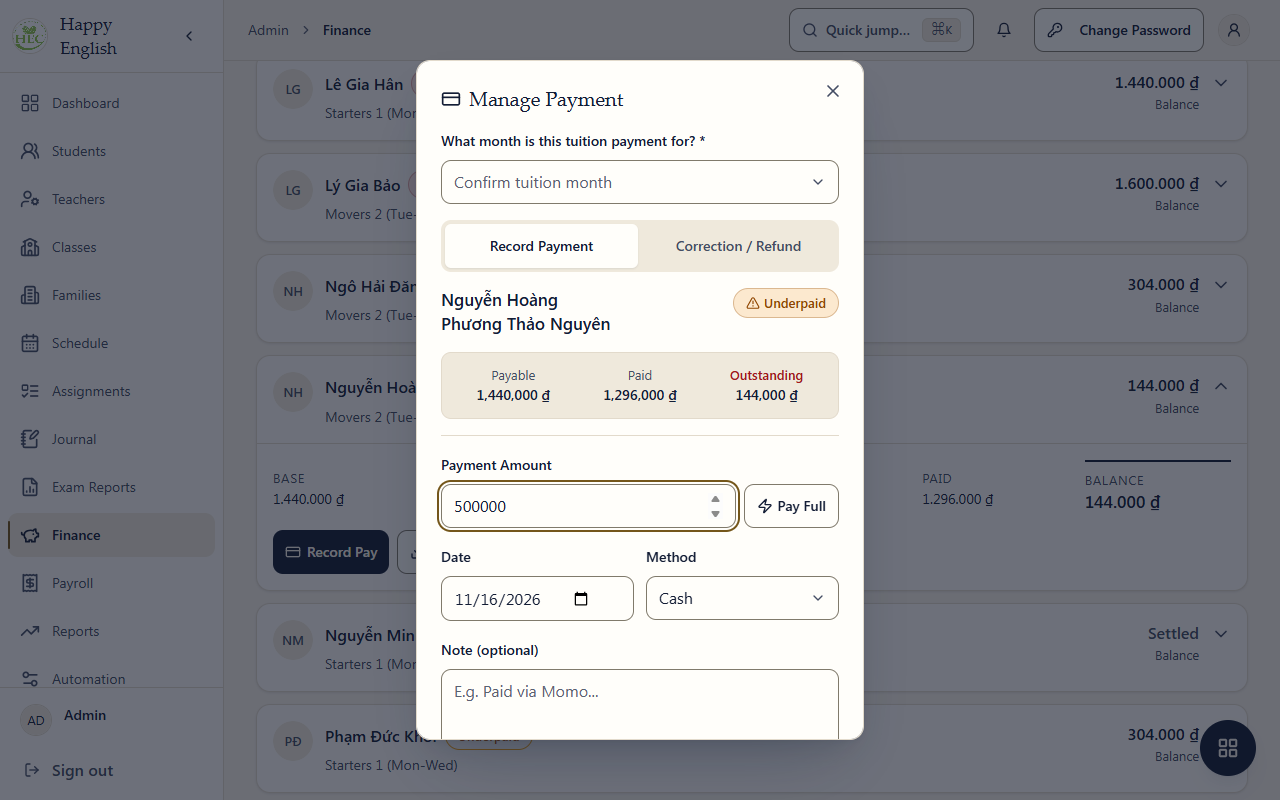 Happy
English
Admin > Finance
Quick jump... ⌘K
Change Password
Dashboard
Students
Teachers
Classes
Families
Schedule
Assignments
Journal
Exam Reports
Finance
Payroll
Reports
Automation
AD Admin
Sign out
LG Lê Gia Hân
Starters 1 (Mon
1.440.000 ₫
Balance
LG Lý Gia Bảo
Movers 2 (Tue-
1.600.000 ₫
Balance
NH Ngô Hải Đăn
Movers 2 (Tue-
304.000 ₫
Balance
NH Nguyễn Hoà
Movers 2 (Tue-
144.000 ₫
Balance
BASE
1.440.000 ₫
PAID
1.296.000 ₫
BALANCE
144.000 ₫
Record Pay
NM Nguyễn Min
Starters 1 (Mon
Settled
Balance
PĐ Phạm Đức Khôi
Starters 1 (Mon-Wed)
304.000 ₫
Balance
Manage Payment
What month is this tuition payment for? *
Confirm tuition month
Record Payment
Correction / Refund
Nguyễn Hoàng
Phương Thảo Nguyên
Underpaid
Payable Paid Outstanding
1,440,000 ₫ 1,296,000 ₫ 144,000 ₫
Payment Amount
500000
Pay Full
Date Method
11/16/2026 Cash
Note (optional)
E.g. Paid via Momo...